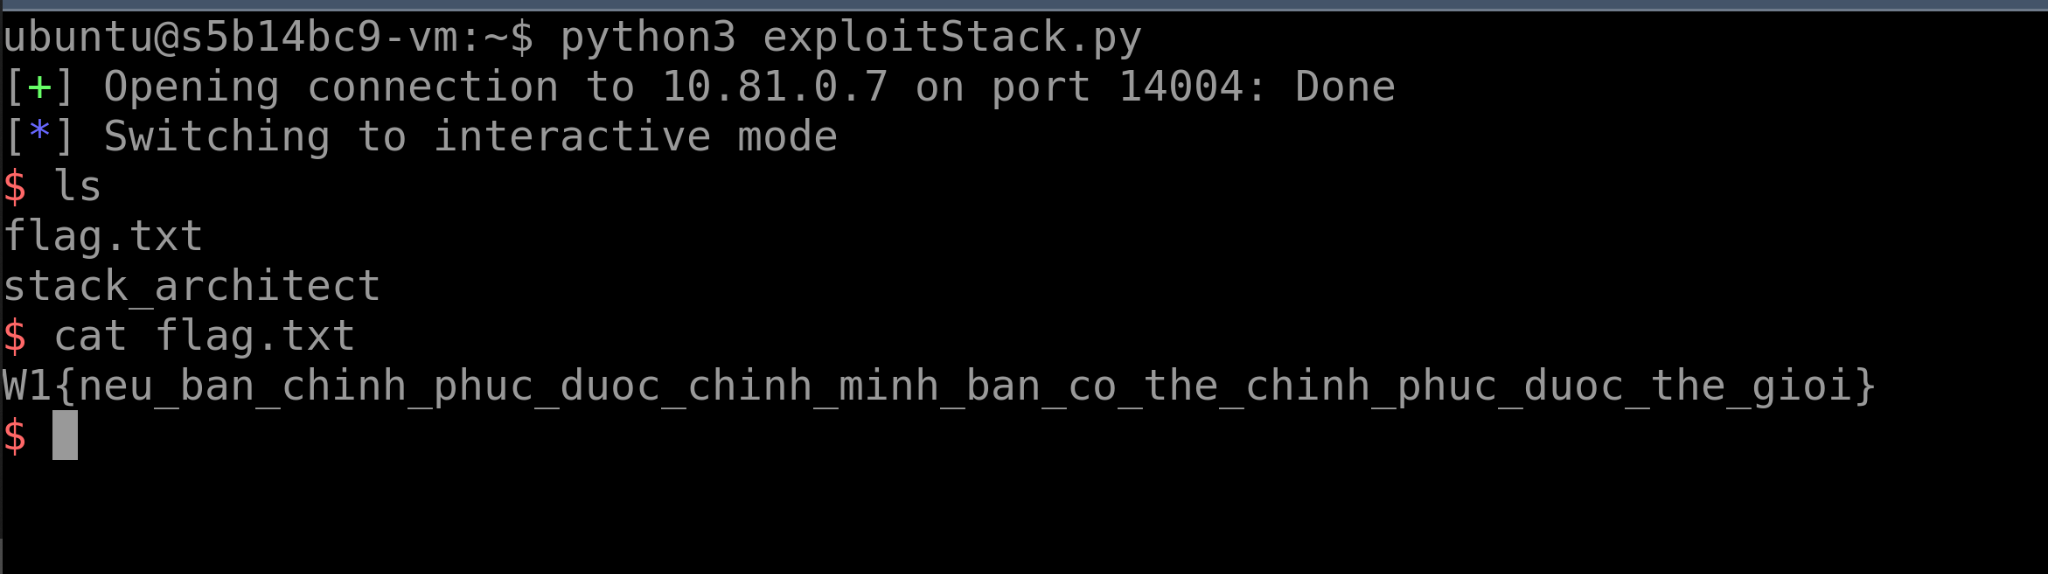 ubuntu@s5b14bc9-vm:~$ python3 exploitStack.py
[+] Opening connection to 10.81.0.7 on port 14004: Done
[*] Switching to interactive mode
$ ls
flag.txt
stack_architect
$ cat flag.txt
W1{neu_ban_chinh_phuc_duoc_chinh_minh_ban_co_the_chinh_phuc_duoc_the_gioi}
$